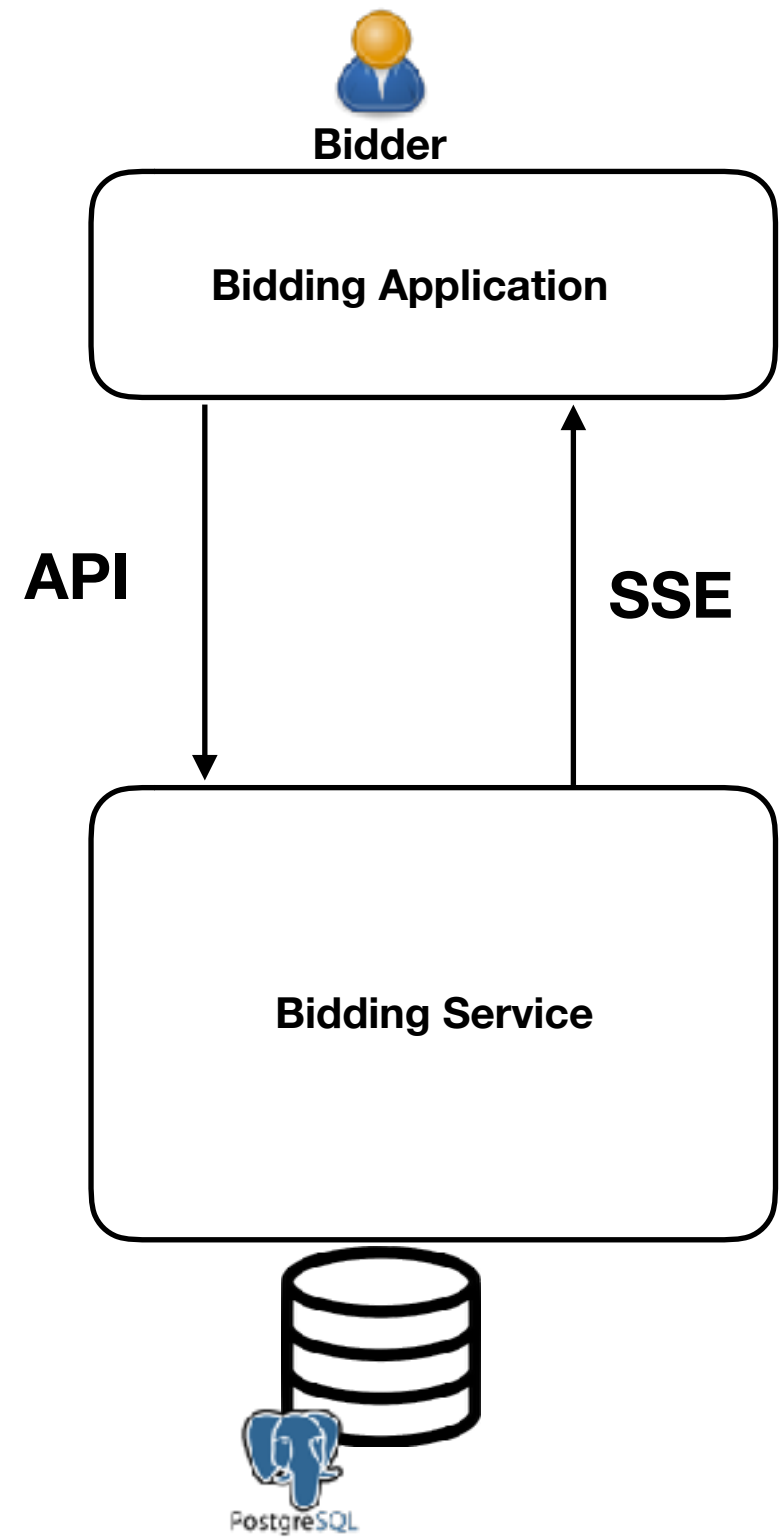 Bidder
Bidding Application
API
SSE
Bidding Service
PostgreSQL